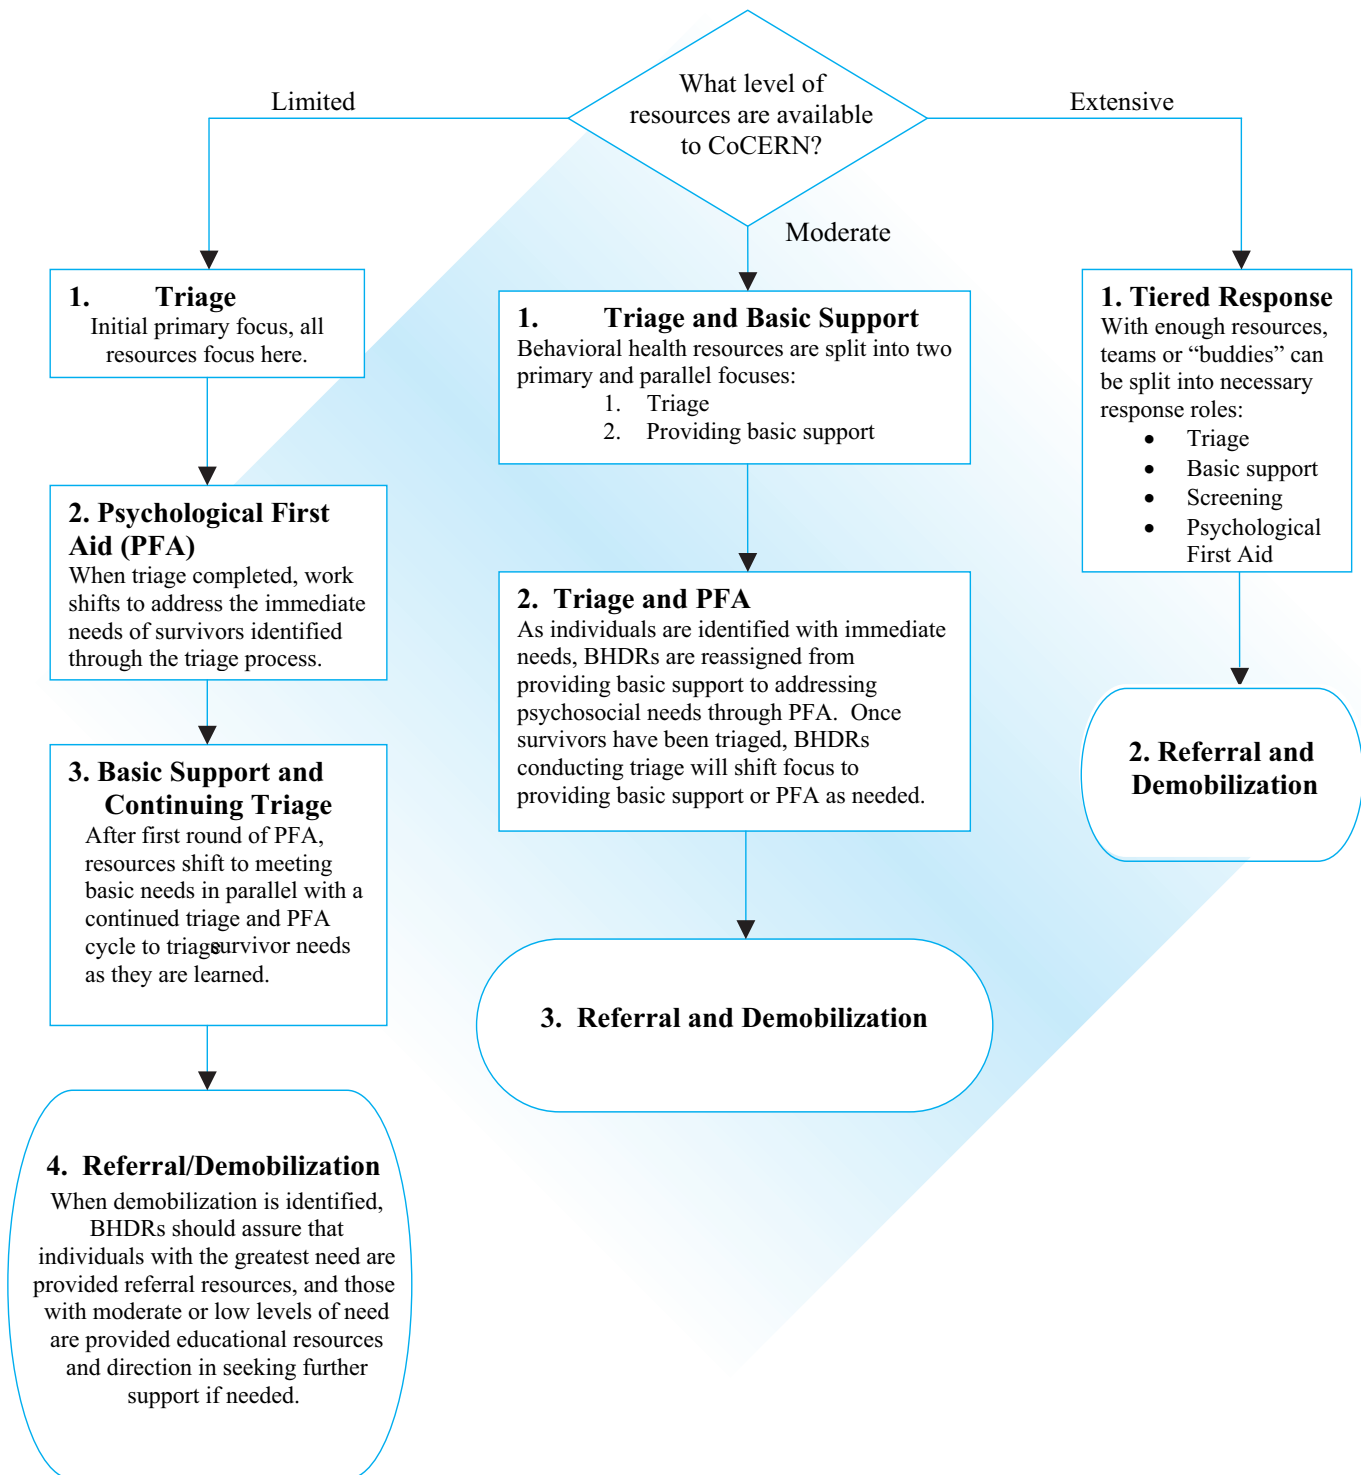 What level of
resources are available
to CoCERN?
Limited
Extensive
Moderate
1. Triage
Initial primary focus, all
resources focus here.
2. Psychological First
Aid (PFA)
When triage completed, work
shifts to address the immediate
needs of survivors identified
through the triage process.
3. Basic Support and
Continuing Triage
After first round of PFA,
resources shift to meeting
basic needs in parallel with a
continued triage and PFA
cycle to triage survivor needs
as they are learned.
4. Referral/Demobilization
When demobilization is identified,
BHDRs should assure that
individuals with the greatest need are
provided referral resources, and those
with moderate or low levels of need
are provided educational resources
and direction in seeking further
support if needed.
1. Triage and Basic Support
Behavioral health resources are split into two
primary and parallel focuses:
1. Triage
2. Providing basic support
2. Triage and PFA
As individuals are identified with immediate
needs, BHDRs are reassigned from
providing basic support to addressing
psychosocial needs through PFA. Once
survivors have been triaged, BHDRs
conducting triage will shift focus to
providing basic support or PFA as needed.
3. Referral and Demobilization
1. Tiered Response
With enough resources,
teams or “buddies” can
be split into necessary
response roles:
• Triage
• Basic support
• Screening
• Psychological
First Aid
2. Referral and
Demobilization